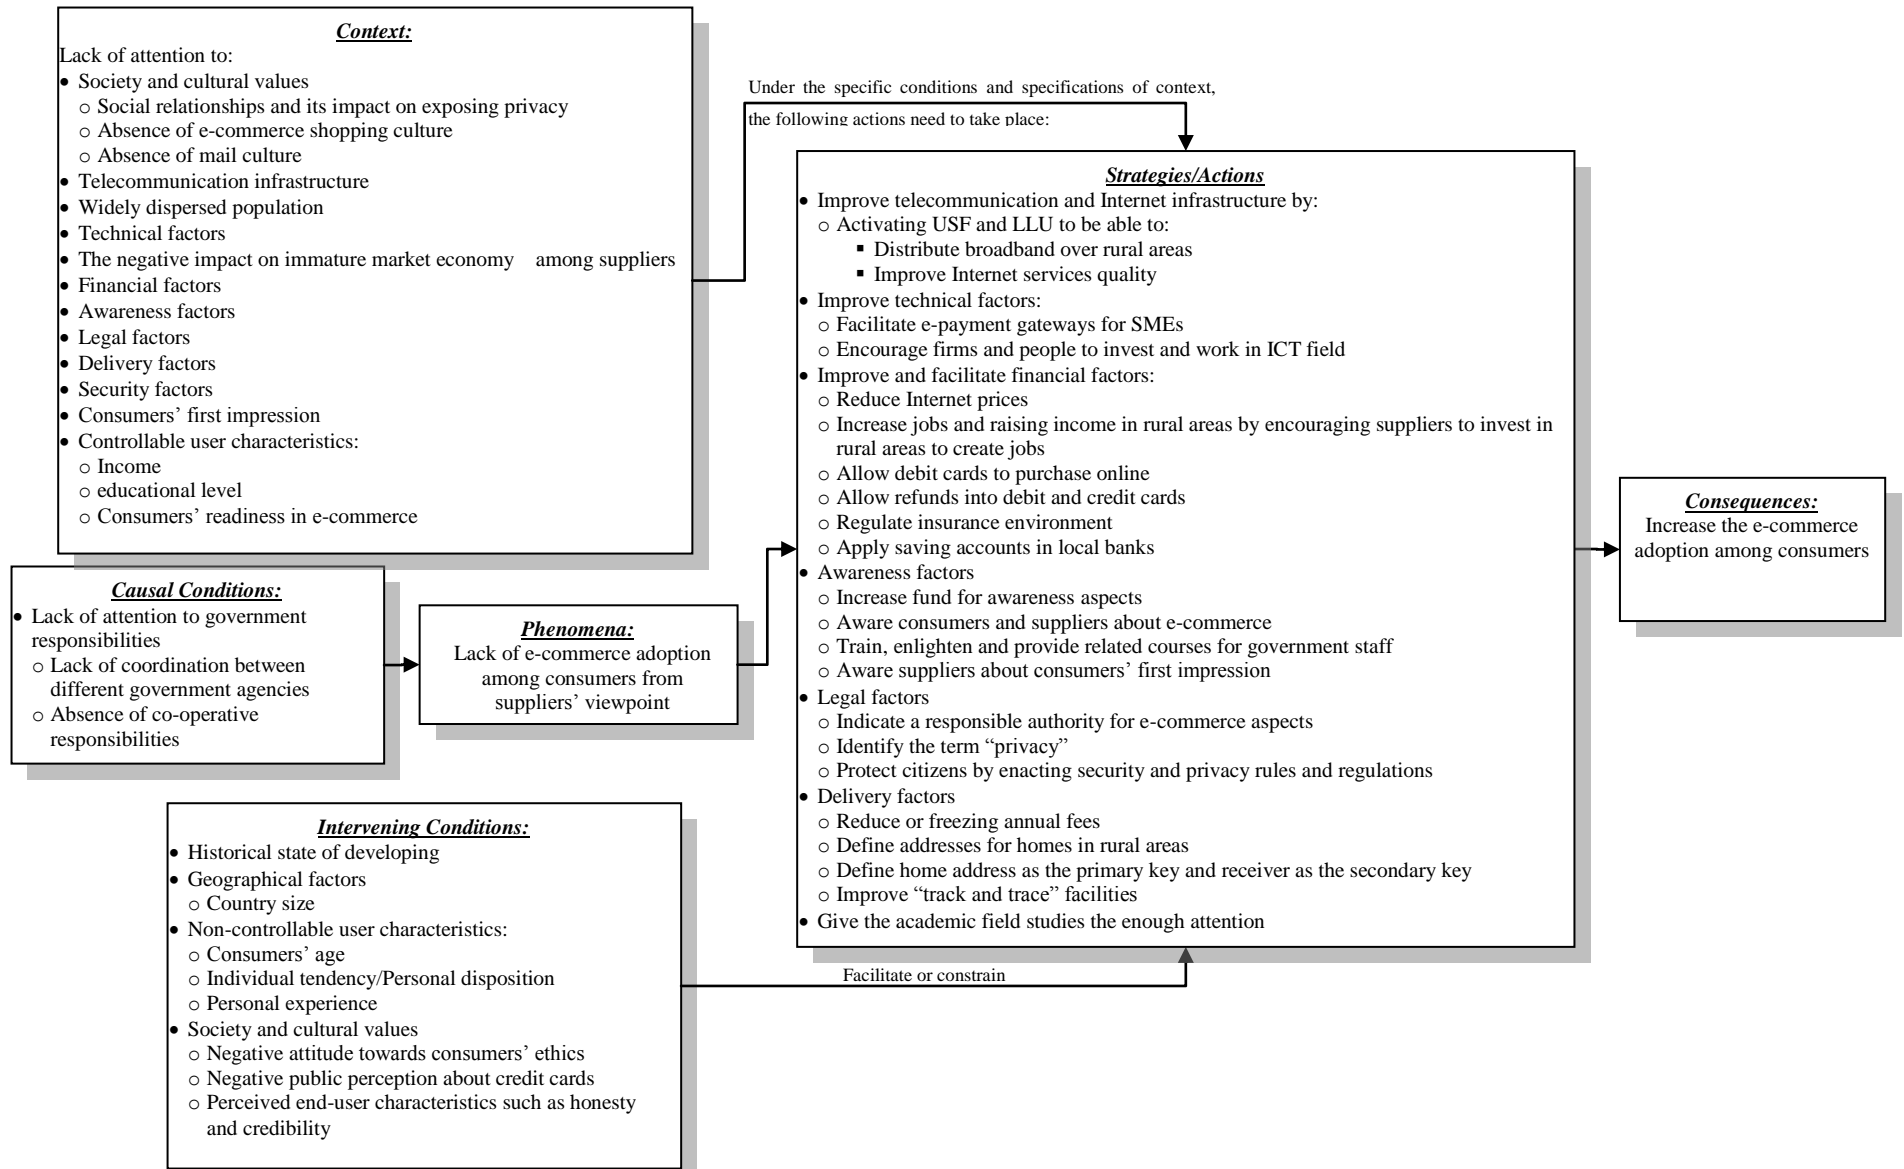 Context:
Lack of attention to:
• Society and cultural values
o Social relationships and its impact on exposing privacy
o Absence of e-commerce shopping culture
o Absence of mail culture
• Telecommunication infrastructure
• Widely dispersed population
• Technical factors
• The negative impact on immature market economy among suppliers
• Financial factors
• Awareness factors
• Legal factors
• Delivery factors
• Security factors
• Consumers’ first impression
• Controllable user characteristics:
o Income
o educational level
o Consumers’ readiness in e-commerce
Causal Conditions:
• Lack of attention to government
responsibilities
o Lack of coordination between
different government agencies
o Absence of co-operative
responsibilities
Phenomena:
Lack of e-commerce adoption
among consumers from
suppliers’ viewpoint
Intervening Conditions:
• Historical state of developing
• Geographical factors
o Country size
• Non-controllable user characteristics:
o Consumers’ age
o Individual tendency/Personal disposition
o Personal experience
• Society and cultural values
o Negative attitude towards consumers’ ethics
o Negative public perception about credit cards
o Perceived end-user characteristics such as honesty
and credibility
Under the specific conditions and specifications of context,
the following actions need to take place:
Strategies/Actions
• Improve telecommunication and Internet infrastructure by:
o Activating USF and LLU to be able to:
▪ Distribute broadband over rural areas
▪ Improve Internet services quality
• Improve technical factors:
o Facilitate e-payment gateways for SMEs
o Encourage firms and people to invest and work in ICT field
• Improve and facilitate financial factors:
o Reduce Internet prices
o Increase jobs and raising income in rural areas by encouraging suppliers to invest in
rural areas to create jobs
o Allow debit cards to purchase online
o Allow refunds into debit and credit cards
o Regulate insurance environment
o Apply saving accounts in local banks
• Awareness factors
o Increase fund for awareness aspects
o Aware consumers and suppliers about e-commerce
o Train, enlighten and provide related courses for government staff
o Aware suppliers about consumers’ first impression
• Legal factors
o Indicate a responsible authority for e-commerce aspects
o Identify the term “privacy”
o Protect citizens by enacting security and privacy rules and regulations
• Delivery factors
o Reduce or freezing annual fees
o Define addresses for homes in rural areas
o Define home address as the primary key and receiver as the secondary key
o Improve “track and trace” facilities
• Give the academic field studies the enough attention
Facilitate or constrain
Consequences:
Increase the e-commerce
adoption among consumers